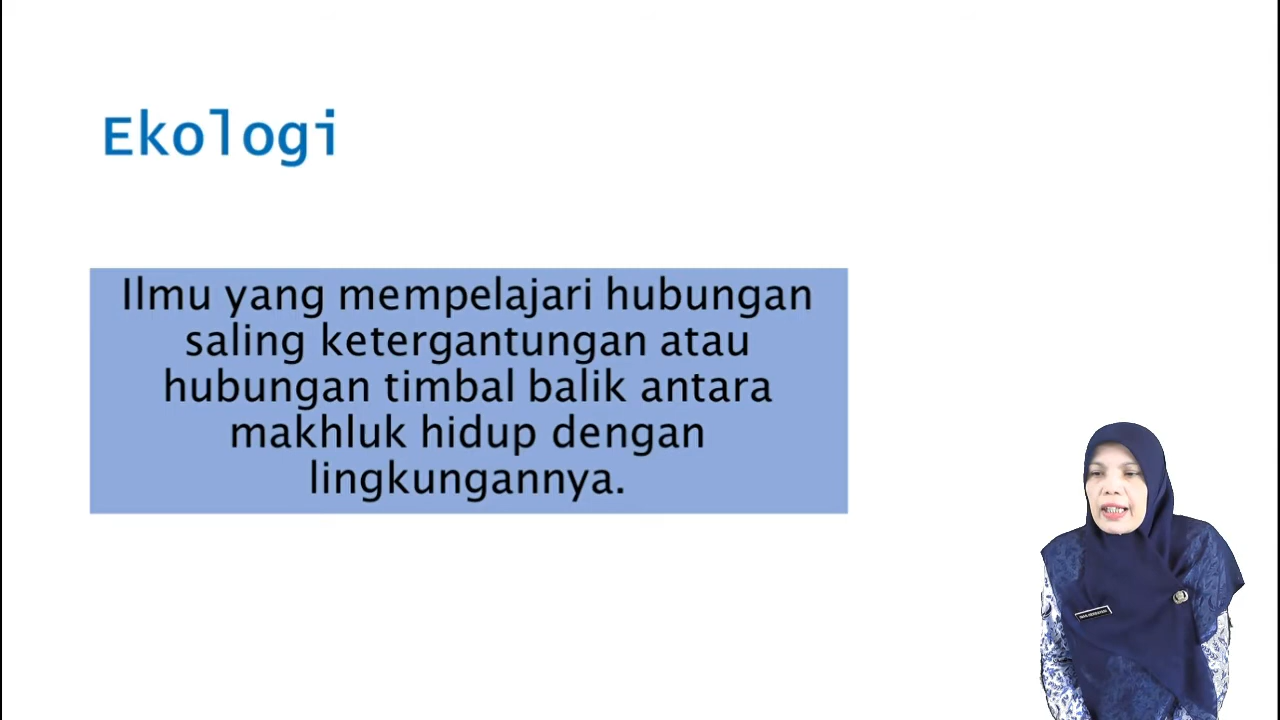 Ekologi
Ilmu yang mempelajari hubungan
saling ketergantungan atau
hubungan timbal balik antara
makhluk hidup dengan
lingkungannya.